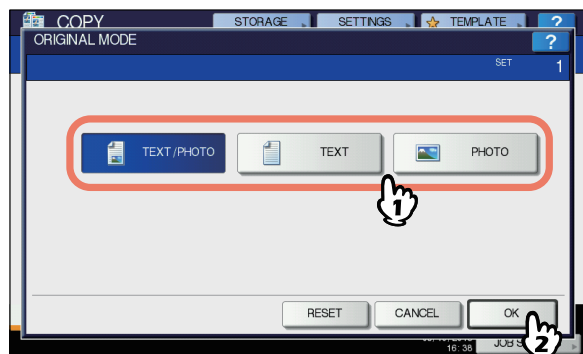 COPY STORAGE SETTINGS TEMPLATE ?
ORIGINAL MODE ?
SET 1
TEXT/PHOTO TEXT PHOTO
1
RESET CANCEL OK
2
16:38 JOB S